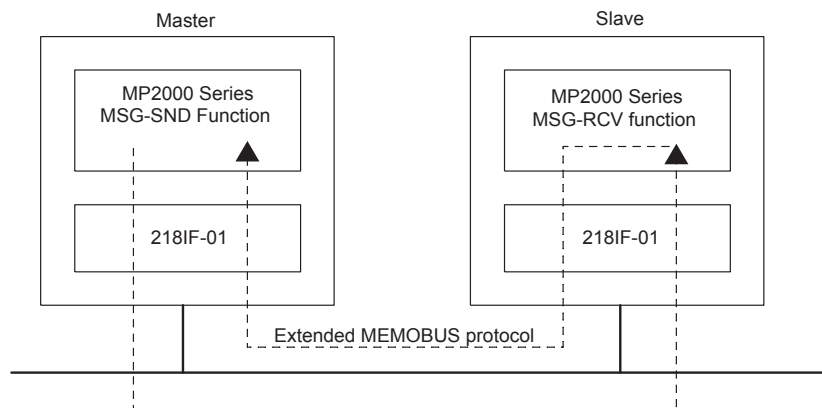 Master
Slave
MP2000 Series
MSG-SND Function
MP2000 Series
MSG-RCV function
218IF-01
218IF-01
Extended MEMOBUS protocol